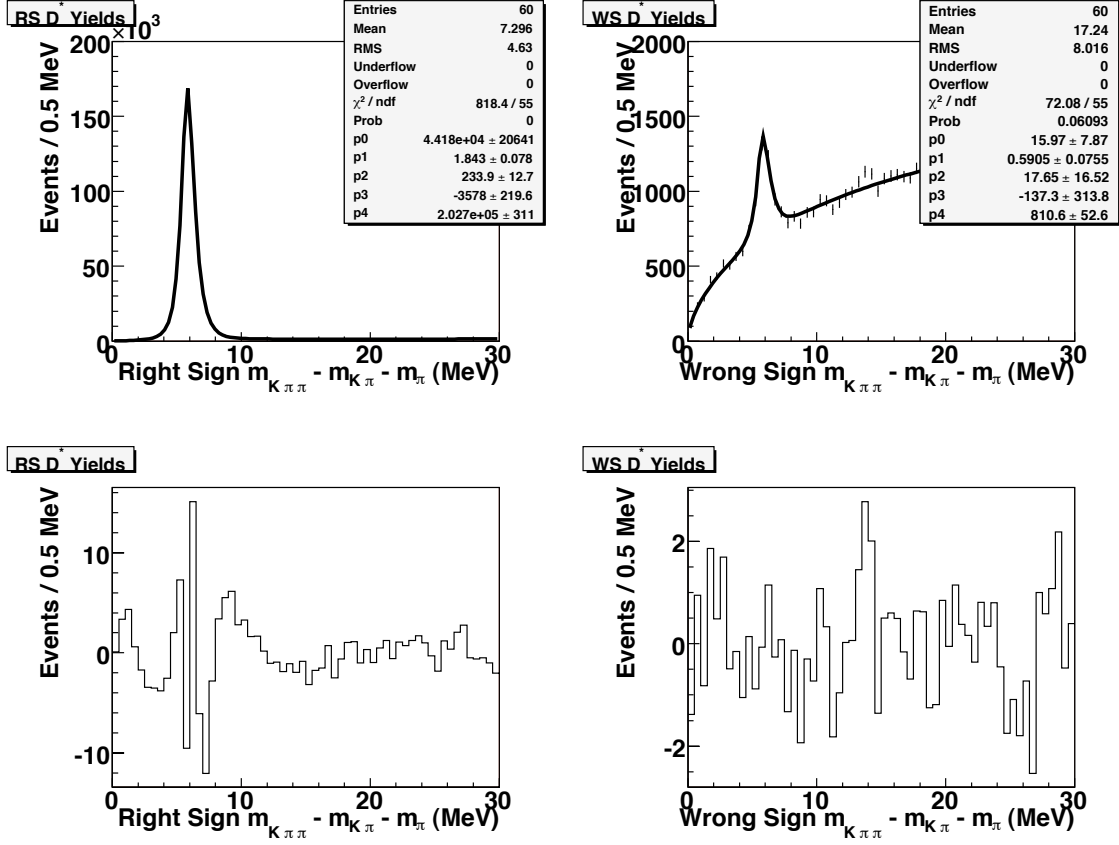 RS D* Yields
×10³
Entries 60
Mean 7.296
RMS 4.63
Underflow 0
Overflow 0
χ² / ndf 818.4 / 55
Prob 0
p0 4.418e+04 ± 20641
p1 1.843 ± 0.078
p2 233.9 ± 12.7
p3 -3578 ± 219.6
p4 2.027e+05 ± 311
Events / 0.5 MeV
200
150
100
50
0
0 10 20 30
Right Sign m_{K π π} - m_{K π} - m_π (MeV)
WS D* Yields
Entries 60
Mean 17.24
RMS 8.016
Underflow 0
Overflow 0
χ² / ndf 72.08 / 55
Prob 0.06093
p0 15.97 ± 7.87
p1 0.5905 ± 0.0755
p2 17.65 ± 16.52
p3 -137.3 ± 313.8
p4 810.6 ± 52.6
Events / 0.5 MeV
2000
1500
1000
500
0
0 10 20 30
Wrong Sign m_{K π π} - m_{K π} - m_π (MeV)
RS D* Yields
Events / 0.5 MeV
10
0
-10
0 10 20 30
Right Sign m_{K π π} - m_{K π} - m_π (MeV)
WS D* Yields
Events / 0.5 MeV
2
0
-2
0 10 20 30
Wrong Sign m_{K π π} - m_{K π} - m_π (MeV)